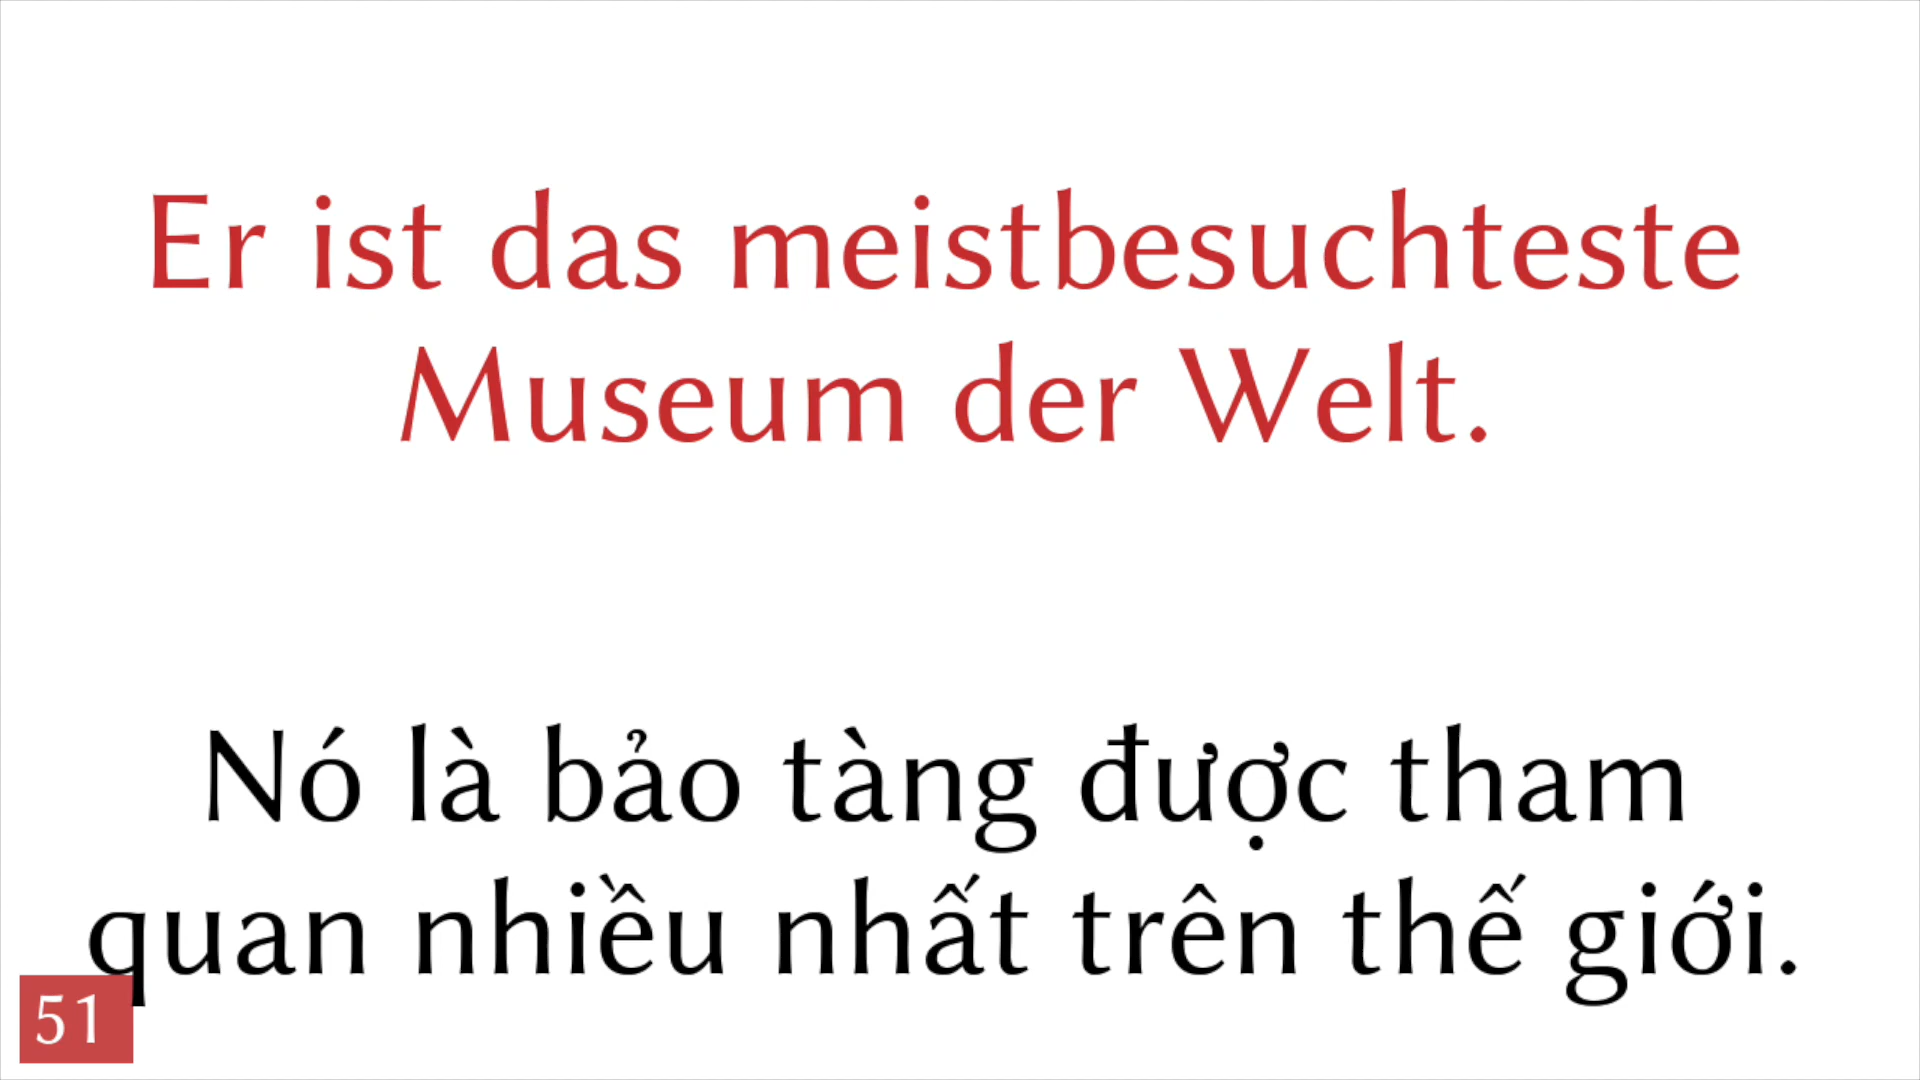 Er ist das meistbesuchteste
Museum der Welt.
Nó là bảo tàng được tham
quan nhiều nhất trên thế giới.
51